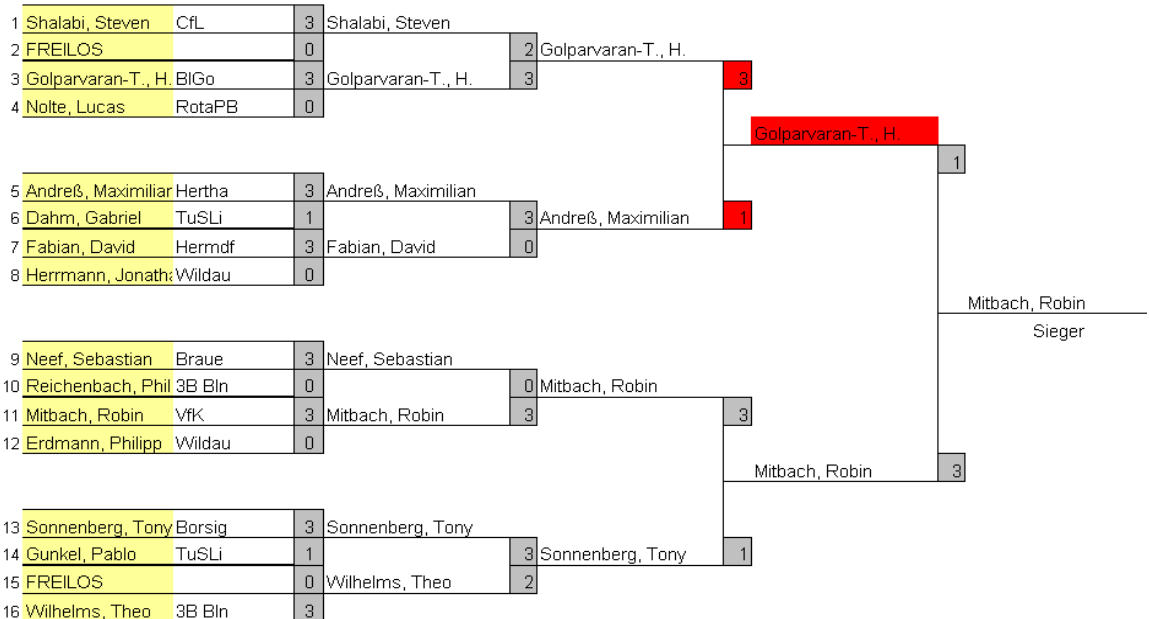 1 Shalabi, Steven CfL 3 Shalabi, Steven
2 FREILOS 0 2 Golparvaran-T., H.
3 Golparvaran-T., H. BlGo 3 Golparvaran-T., H. 3 3
4 Nolte, Lucas RotaPB 0
Golparvaran-T., H.
1
5 Andreß, Maximilian Hertha 3 Andreß, Maximilian
6 Dahm, Gabriel TuSLi 1 3 Andreß, Maximilian 1
7 Fabian, David Hermdf 3 Fabian, David 0
8 Herrmann, Jonatha Wildau 0
Mitbach, Robin
Sieger
9 Neef, Sebastian Braue 3 Neef, Sebastian
10 Reichenbach, Phil 3B Bln 0 0 Mitbach, Robin
11 Mitbach, Robin VfK 3 Mitbach, Robin 3 3
12 Erdmann, Philipp Wildau 0
Mitbach, Robin 3
13 Sonnenberg, Tony Borsig 3 Sonnenberg, Tony
14 Gunkel, Pablo TuSLi 1 3 Sonnenberg, Tony 1
15 FREILOS 0 Wilhelms, Theo 2
16 Wilhelms, Theo 3B Bln 3